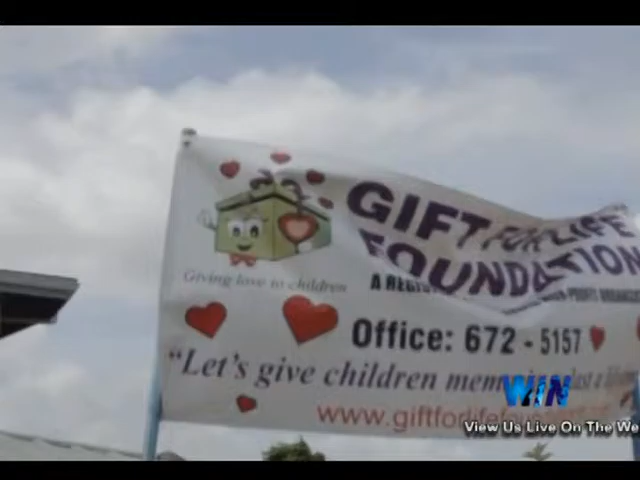 GIFT FOR LIFE
FOUNDATION
Giving love to children
A
Office: 672 - 5157
"Let's give children last a
www.giftforlife
WIN
View Us Live On The We